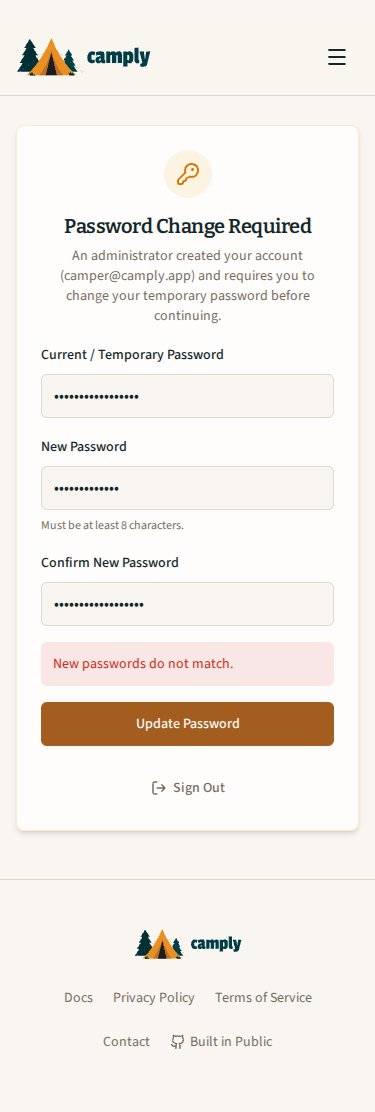 camply
Password Change Required
An administrator created your account
(camper@camply.app) and requires you to
change your temporary password before
continuing.
Current / Temporary Password
•••••••••••••••••
New Password
•••••••••••••
Must be at least 8 characters.
Confirm New Password
••••••••••••••••••
New passwords do not match.
Update Password
Sign Out
camply
Docs Privacy Policy Terms of Service
Contact Built in Public